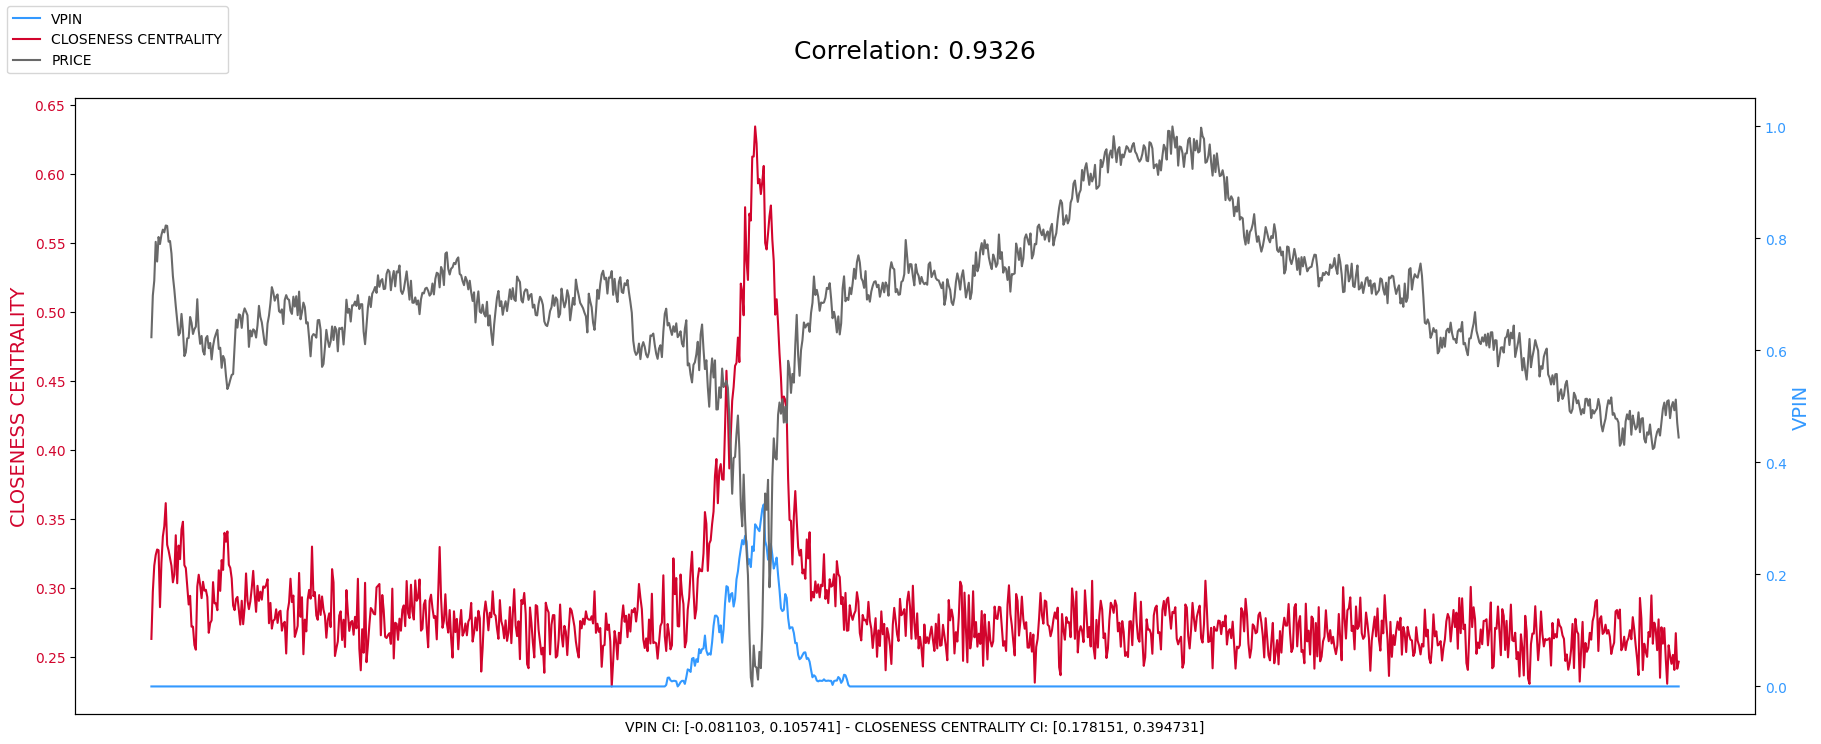 VPIN
CLOSENESS CENTRALITY
PRICE
Correlation: 0.9326
CLOSENESS CENTRALITY
0.65
0.60
0.55
0.50
0.45
0.40
0.35
0.30
0.25
1.0
0.8
0.6
0.4
0.2
0.0
VPIN
VPIN CI: [-0.081103, 0.105741] - CLOSENESS CENTRALITY CI: [0.178151, 0.394731]